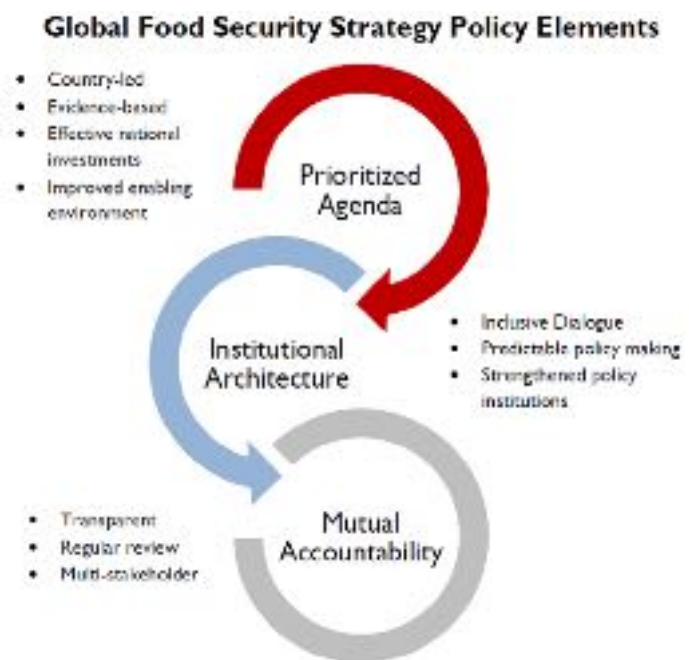 Global Food Security Strategy Policy Elements
• Country-led
• Evidence-based
• Effective national
investments
• Improved enabling
environment
Prioritized
Agenda
Institutional
Architecture
• Inclusive Dialogue
• Predictable policy making
• Strengthened policy
institutions
• Transparent
• Regular review
• Multi-stakeholder
Mutual
Accountability